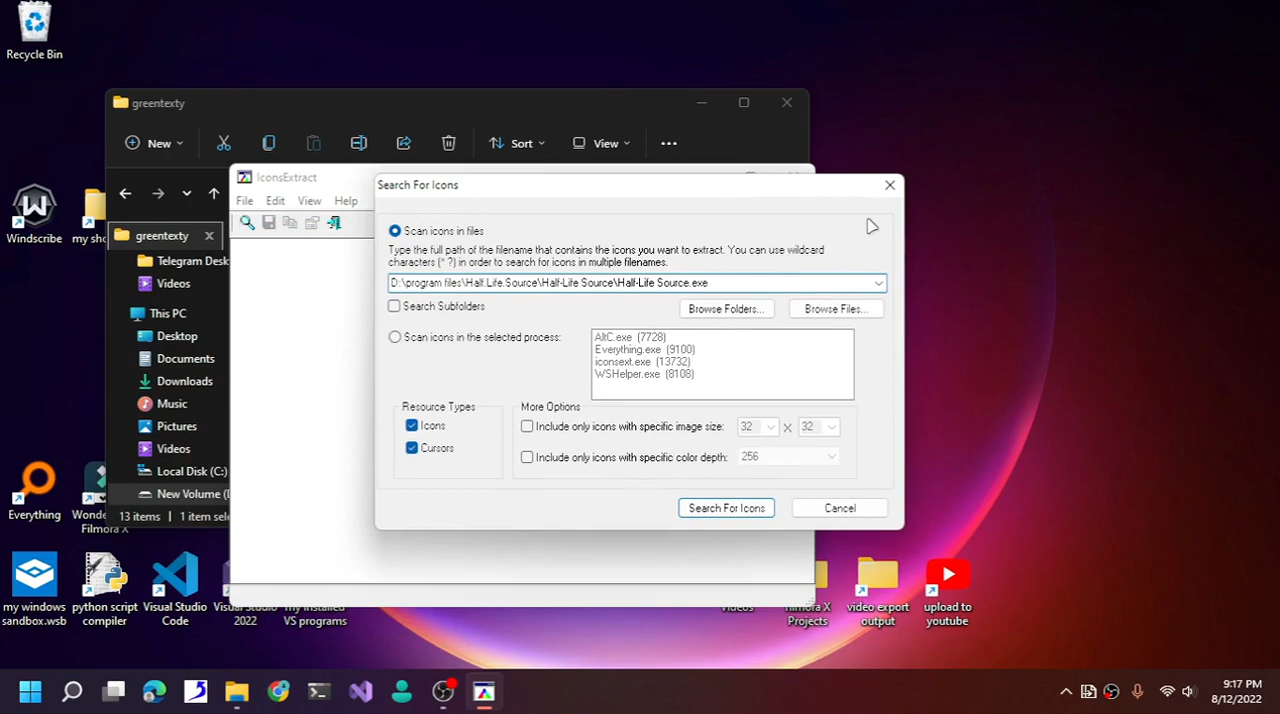 Recycle Bin
greentexty
New
Sort
View
IconsExtract
File Edit View Help
Search For Icons
Scan icons in files
Type the full path of the filename that contains the icons you want to extract. You can use wildcard
characters (* ?) in order to search for icons in multiple filenames.
D:\program files\Half.Life.Source\Half-Life Source\Half-Life Source.exe
Search Subfolders
Browse Folders...
Browse Files...
Scan icons in the selected process:
AltC.exe (7728)
Everything.exe (9100)
iconsext.exe (13732)
WSHelper.exe (8108)
Resource Types
Icons
Cursors
More Options
Include only icons with specific image size:
32 X 32
Include only icons with specific color depth:
256
Search For Icons
Cancel
greentexty
Telegram Desk
Videos
This PC
Desktop
Documents
Downloads
Music
Pictures
Videos
Local Disk (C:)
New Volume (
13 items
1 item sele
Windscribe
my sho
Everything
Wonde
Filmora X
my windows
sandbox.wsb
python script
compiler
Visual Studio
Code
Visual Studio
2022
my installed
VS programs
Videos
filmora X
Projects
video export
output
upload to
youtube
9:17 PM
8/12/2022